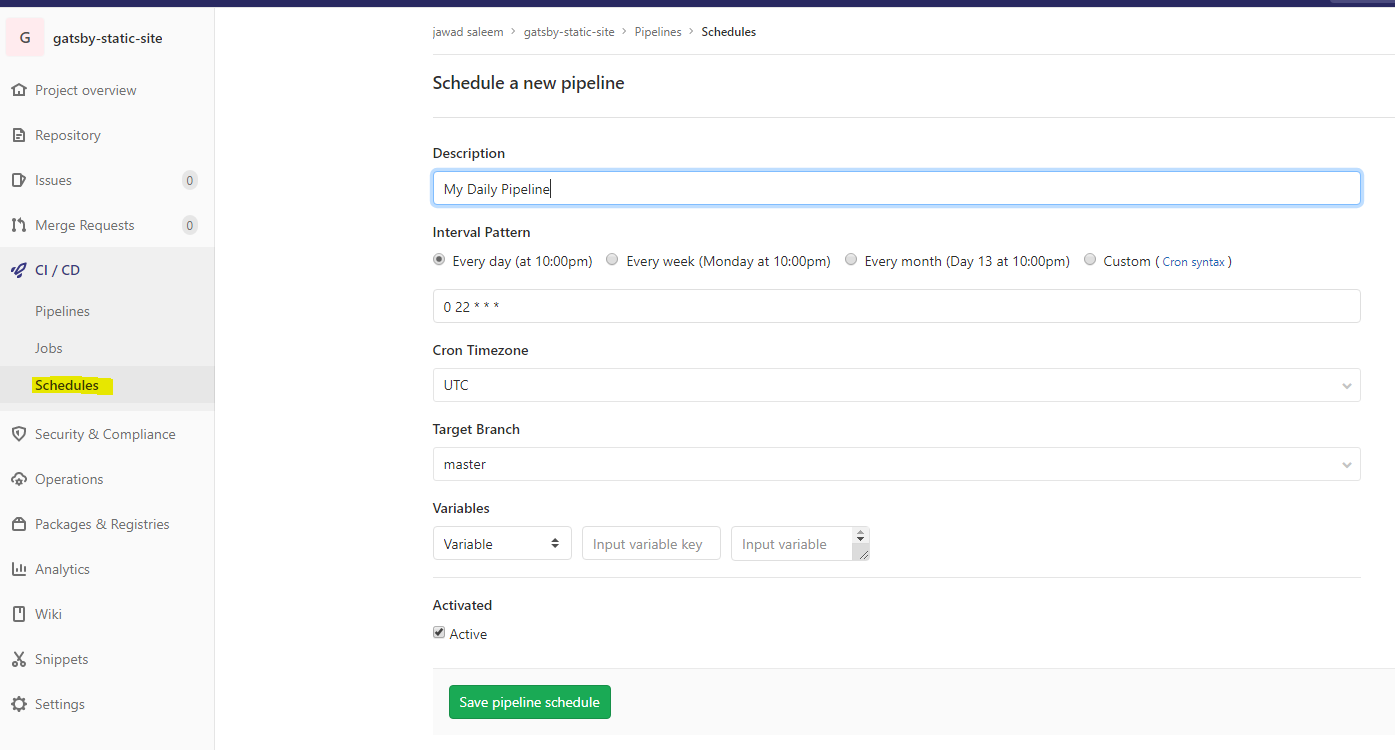 G gatsby-static-site
Project overview
Repository
Issues 0
Merge Requests 0
CI / CD
Pipelines
Jobs
Schedules
Security & Compliance
Operations
Packages & Registries
Analytics
Wiki
Snippets
Settings
jawad saleem > gatsby-static-site > Pipelines > Schedules
Schedule a new pipeline
Description
My Daily Pipeline
Interval Pattern
Every day (at 10:00pm) Every week (Monday at 10:00pm) Every month (Day 13 at 10:00pm) Custom ( Cron syntax )
0 22 * * *
Cron Timezone
UTC
Target Branch
master
Variables
Variable Input variable key Input variable
Activated
Active
Save pipeline schedule